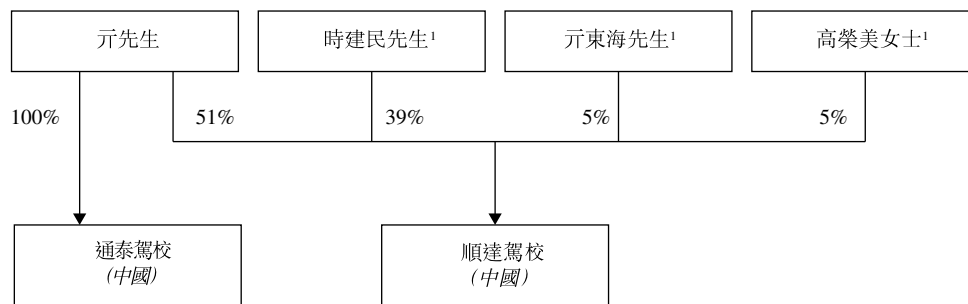 亓先生
時建民先生¹
亓東海先生¹
高榮美女士¹
100%
51%
39%
5%
5%
通泰駕校
(中國)
順達駕校
(中國)